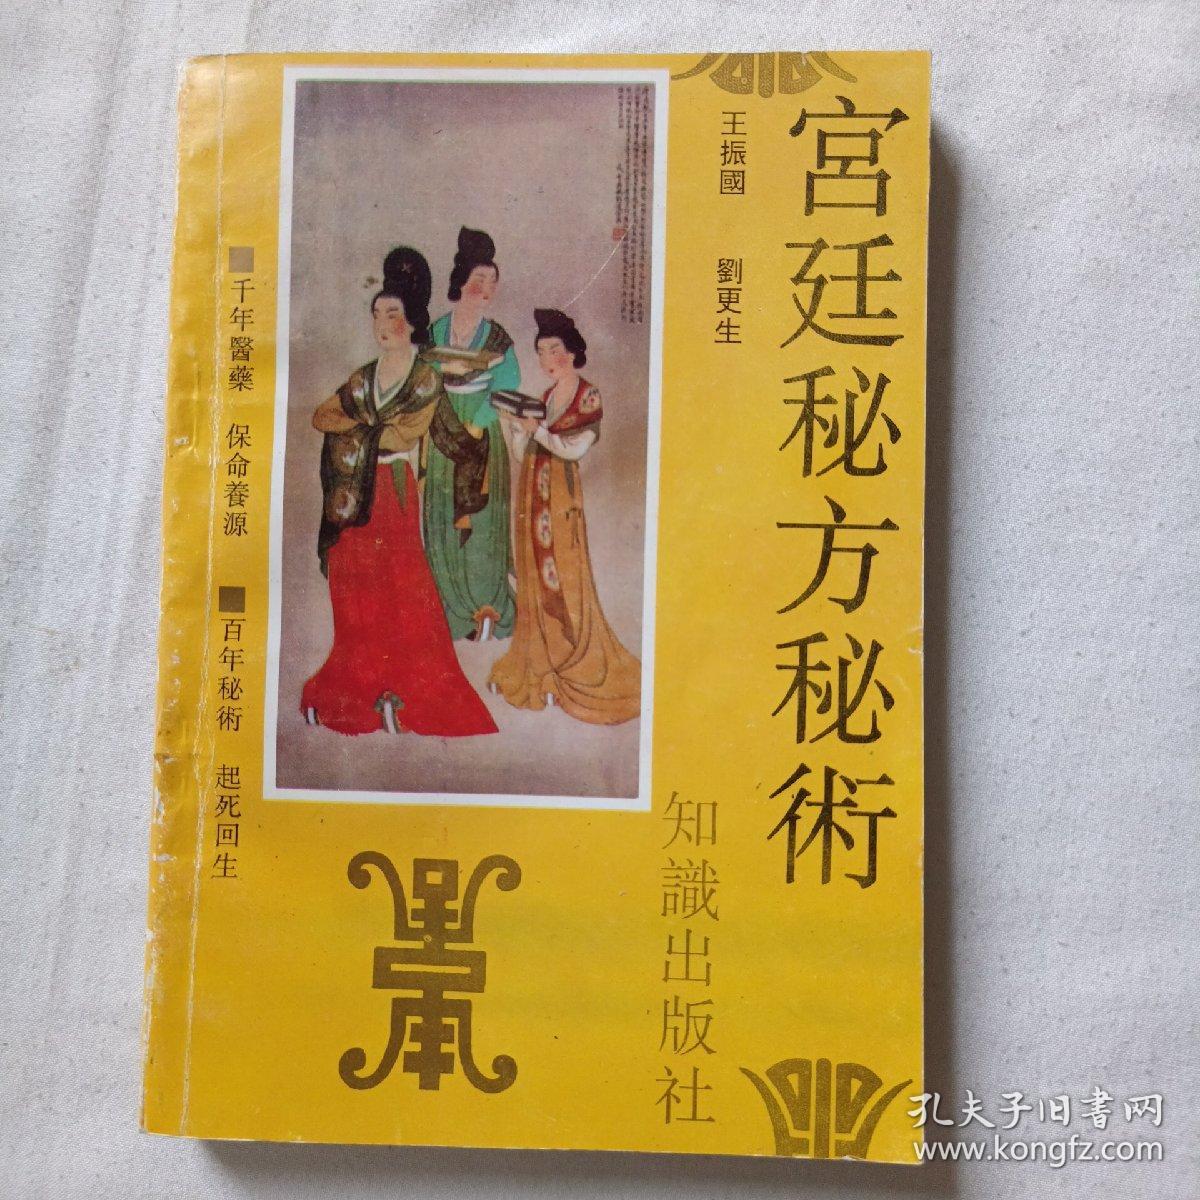 宮廷秘方秘術
王振國 劉更生
知識出版社
■千年醫藥 保命養源
■百年秘術 起死回生
孔夫子旧書网
www.kongfz.com